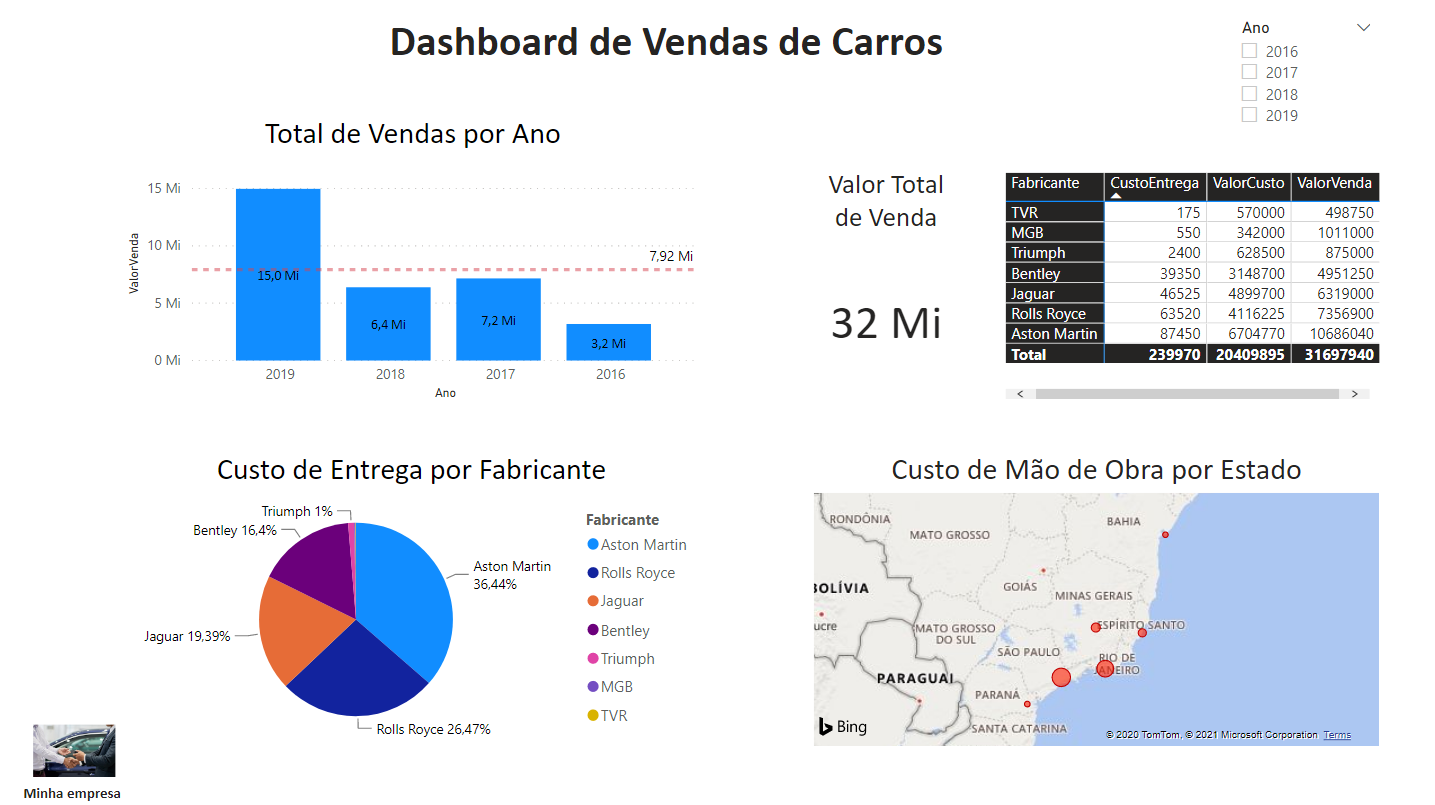 Dashboard de Vendas de Carros
Ano
2016
2017
2018
2019
Total de Vendas por Ano
ValorVenda
15 Mi
10 Mi
5 Mi
0 Mi
7,92 Mi
15,0 Mi
6,4 Mi
7,2 Mi
3,2 Mi
2019 2018 2017 2016
Ano
Valor Total
de Venda
32 Mi
Fabricante CustoEntrega ValorCusto ValorVenda
TVR 175 570000 498750
MGB 550 342000 1011000
Triumph 2400 628500 875000
Bentley 39350 3148700 4951250
Jaguar 46525 4899700 6319000
Rolls Royce 63520 4116225 7356900
Aston Martin 87450 6704770 10686040
Total 239970 20409895 31697940
Custo de Entrega por Fabricante
Triumph 1%
Bentley 16,4%
Aston Martin
36,44%
Jaguar 19,39%
Rolls Royce 26,47%
Fabricante
Aston Martin
Rolls Royce
Jaguar
Bentley
Triumph
MGB
TVR
Custo de Mão de Obra por Estado
RONDÔNIA
MATO GROSSO
BAHIA
BOLÍVIA
GOIÁS
MINAS GERAIS
ucre
MATO GROSSO
DO SUL
ESPÍRITO SANTO
SÃO PAULO
RIO DE
JANEIRO
PARAGUAI
PARANÁ
SANTA CATARINA
Bing
© 2020 TomTom, © 2021 Microsoft Corporation Terms
Minha empresa